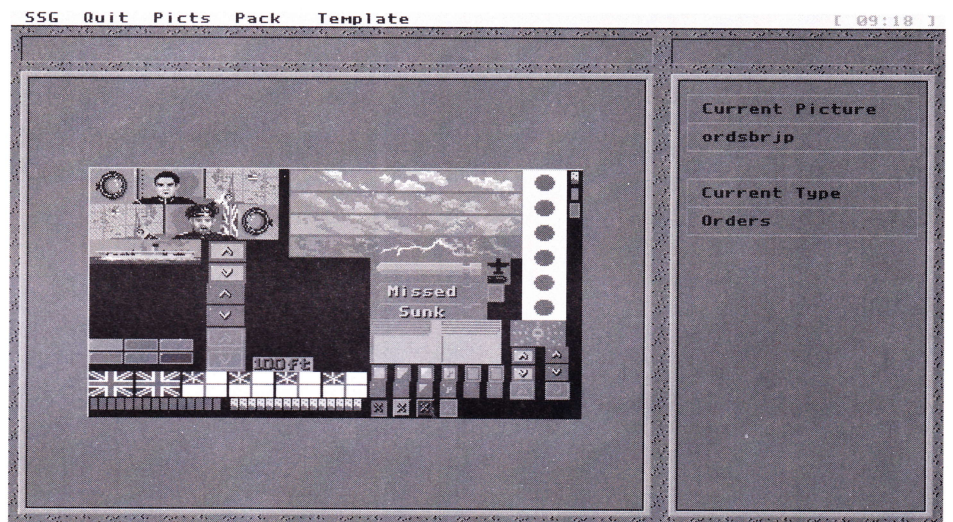 SSG Quit Picts Pack Template [ 09:18 ]
Current Picture
ordsbrjp
Current Type
Orders
Missed
Sunk
100ft